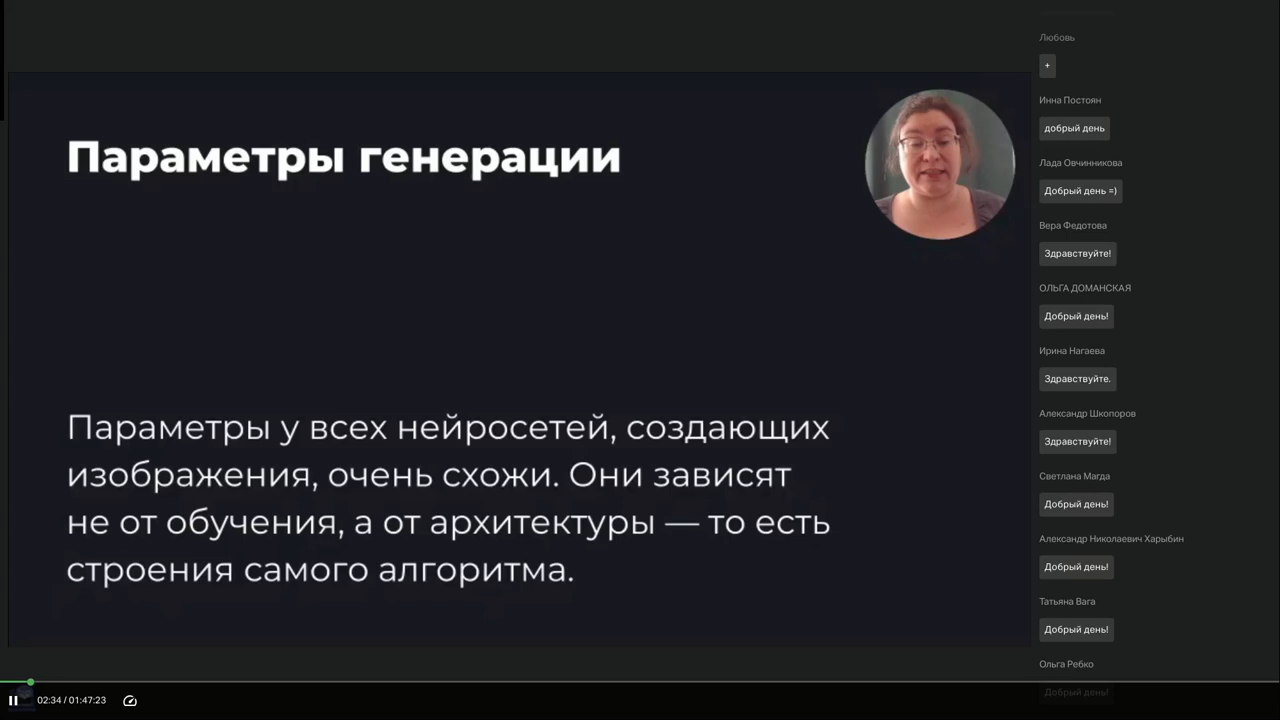 Параметры генерации
Параметры у всех нейросетей, создающих
изображения, очень схожи. Они зависят
не от обучения, а от архитектуры — то есть
строения самого алгоритма.
Любовь
+
Инна Постоян
добрый день
Лада Овчинникова
Добрый день =)
Вера Федотова
Здравствуйте!
ОЛЬГА ДОМАНСКАЯ
Добрый день!
Ирина Нагаева
Здравствуйте.
Александр Шкопоров
Здравствуйте!
Светлана Магда
Добрый день!
Александр Николаевич Харыбин
Добрый день!
Татьяна Вага
Добрый день!
Ольга Ребко
Добрый день!
02:34 / 01:47:23